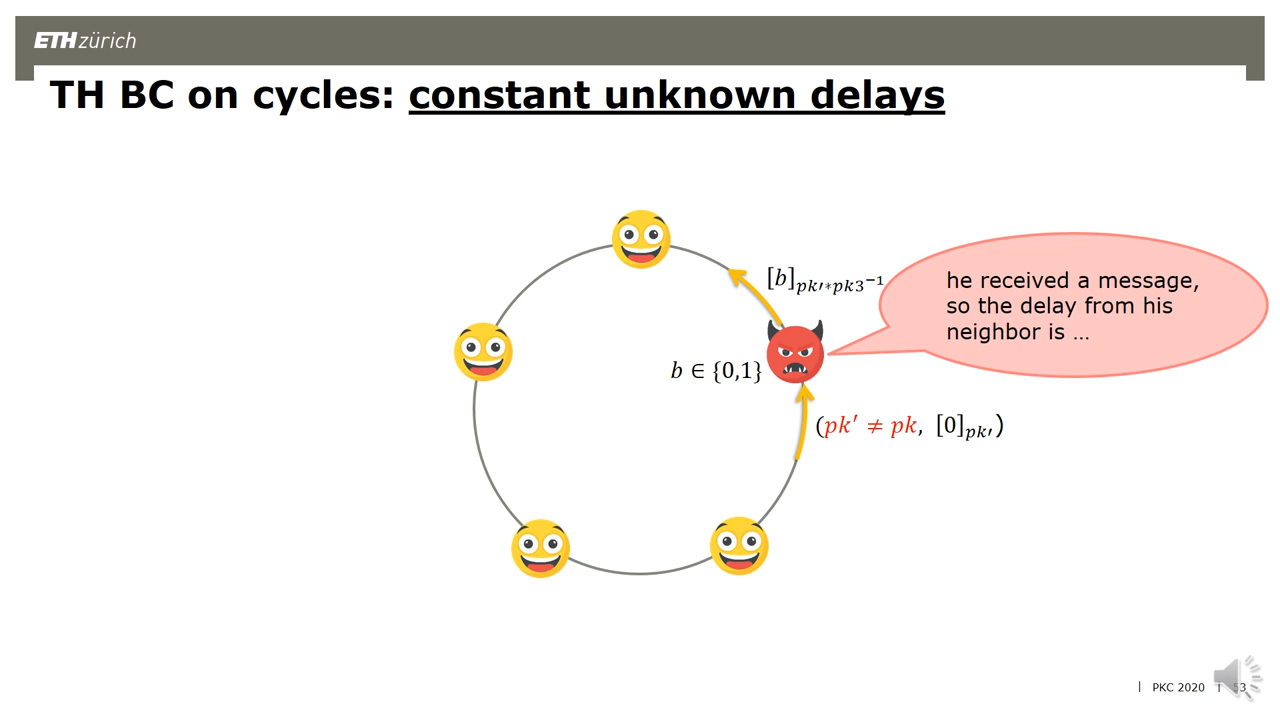 ETH zürich
TH BC on cycles: constant unknown delays
[b]pk′*pk3⁻¹
he received a message,
so the delay from his
neighbor is ...
b ∈ {0,1}
(pk′ ≠ pk, [0]pk′)
| PKC 2020 | 53